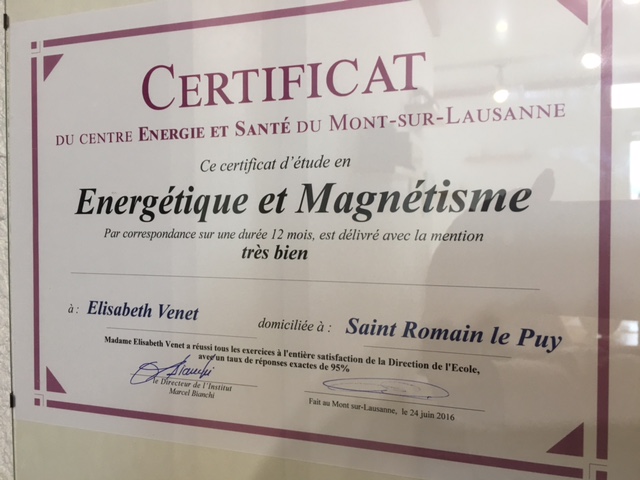 CERTIFICAT
DU CENTRE ENERGIE ET SANTÉ DU MONT-SUR-LAUSANNE
Ce certificat d'étude en
Energétique et Magnétisme
Par correspondance sur une durée 12 mois, est délivré avec la mention
très bien
à : Elisabeth Venet
domiciliée à : Saint Romain le Puy
Madame Elisabeth Venet a réussi tous les exercices à l'entière satisfaction de la Direction de l'Ecole,
avec un taux de réponses exactes de 95%
le Directeur de l'Institut
Marcel Bianchi
Fait au Mont sur-Lausanne, le 24 juin 2016